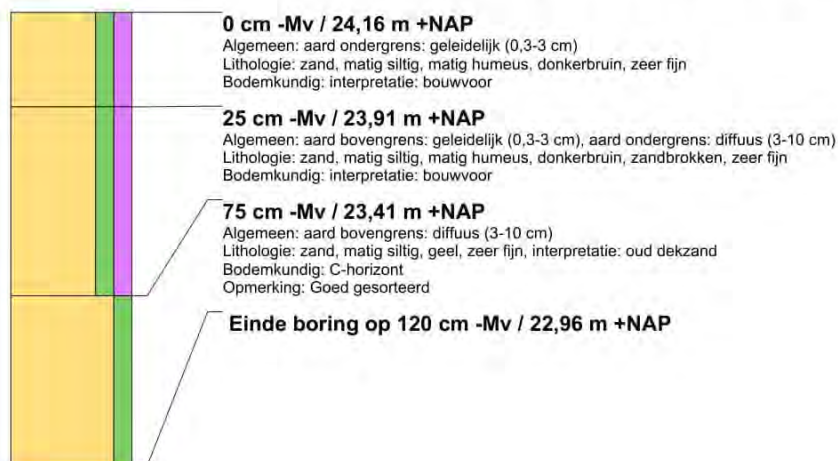 0 cm -Mv / 24,16 m +NAP
Algemeen: aard ondergrens: geleidelijk (0,3-3 cm)
Lithologie: zand, matig siltig, matig humeus, donkerbruin, zeer fijn
Bodemkundig: interpretatie: bouwvoor
25 cm -Mv / 23,91 m +NAP
Algemeen: aard bovengrens: geleidelijk (0,3-3 cm), aard ondergrens: diffuus (3-10 cm)
Lithologie: zand, matig siltig, matig humeus, donkerbruin, zandbrokken, zeer fijn
Bodemkundig: interpretatie: bouwvoor
75 cm -Mv / 23,41 m +NAP
Algemeen: aard bovengrens: diffuus (3-10 cm)
Lithologie: zand, matig siltig, geel, zeer fijn, interpretatie: oud dekzand
Bodemkundig: C-horizont
Opmerking: Goed gesorteerd
Einde boring op 120 cm -Mv / 22,96 m +NAP